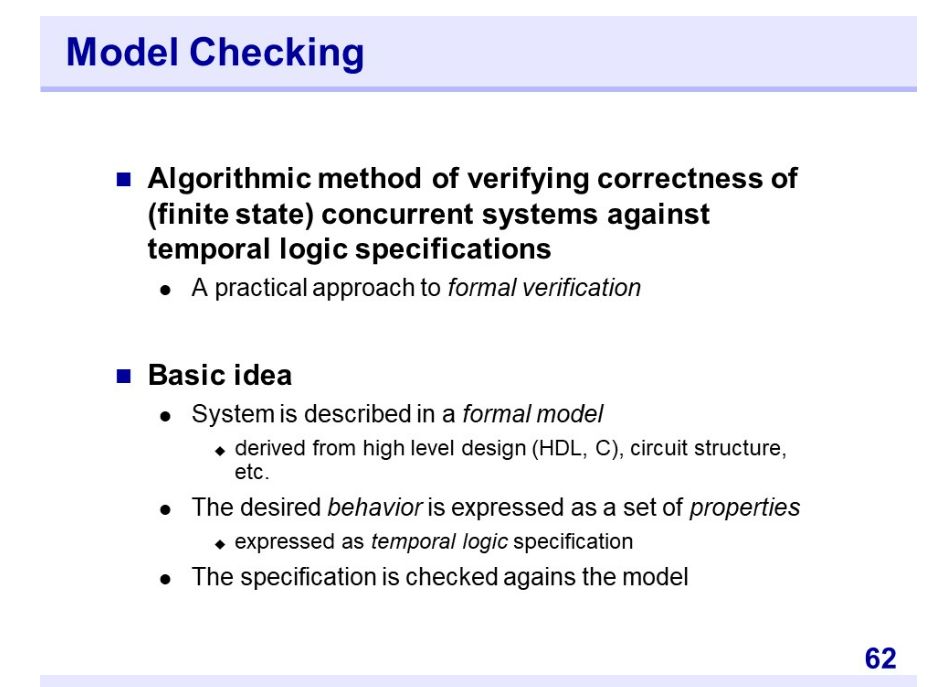 Model Checking
Algorithmic method of verifying correctness of
(finite state) concurrent systems against
temporal logic specifications
A practical approach to formal verification
Basic idea
System is described in a formal model
derived from high level design (HDL, C), circuit structure,
etc.
The desired behavior is expressed as a set of properties
expressed as temporal logic specification
The specification is checked agains the model
62